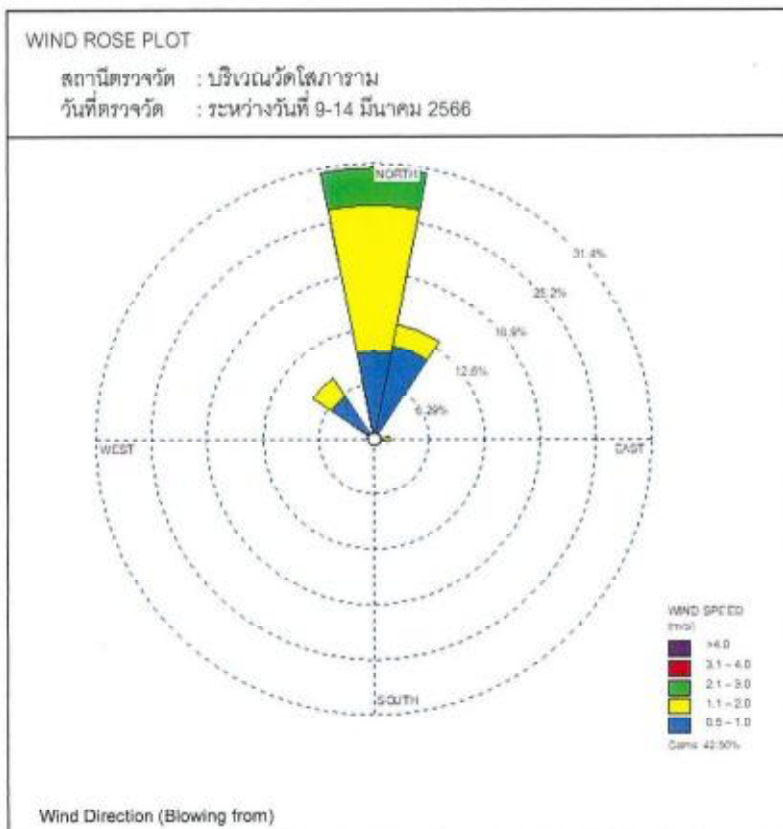 WIND ROSE PLOT
สถานีตรวจวัด : บริเวณวัดโสภาราม
วันที่ตรวจวัด : ระหว่างวันที่ 9-14 มีนาคม 2566
NORTH
31.4%
25.2%
18.9%
12.6%
6.29%
WEST
EAST
SOUTH
WIND SPEED
(m/s)
>4.0
3.1 - 4.0
2.1 - 3.0
1.1 - 2.0
0.5 - 1.0
Calms: 42.50%
Wind Direction (Blowing from)